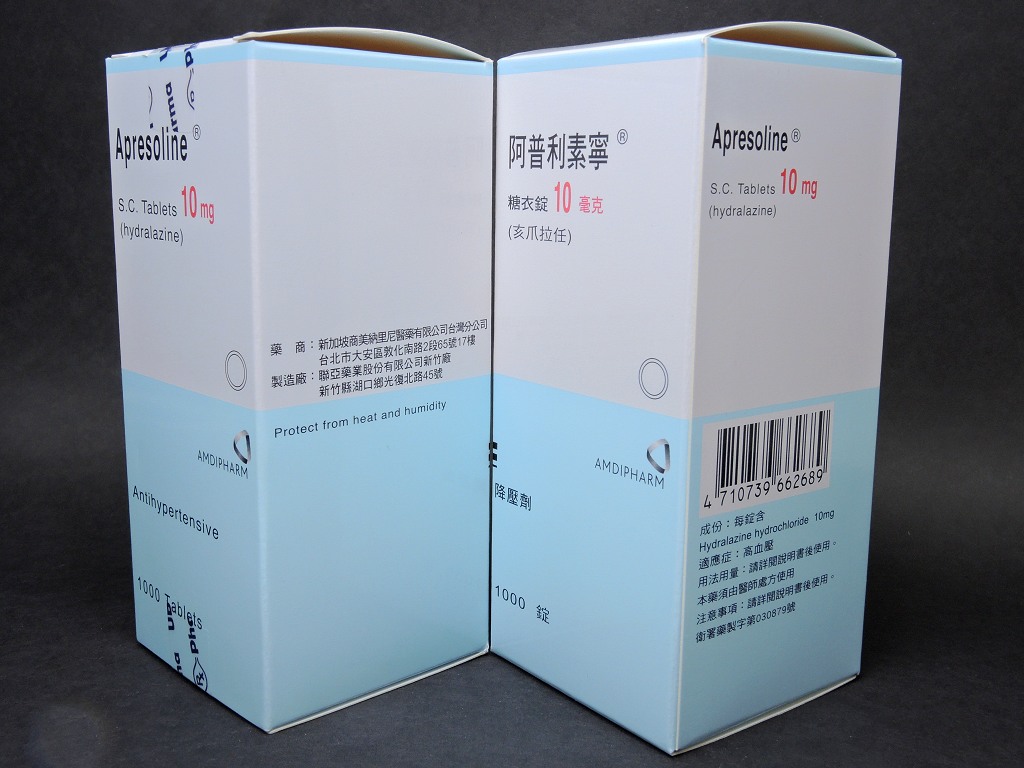 Apresoline®
S.C. Tablets 10 mg
(hydralazine)
AMDIPHARM
Antihypertensive
1000 Tablets
藥 商：新加坡商美納里尼醫藥有限公司台灣分公司
台北市大安區敦化南路2段65號17樓
製造廠：聯亞藥業股份有限公司新竹廠
新竹縣湖口鄉光復北路45號
Protect from heat and humidity
阿普利素寧®
糖衣錠 10 毫克
(亥爪拉任)
AMDIPHARM
降壓劑
1000 錠
Apresoline®
S.C. Tablets 10 mg
(hydralazine)
4 710739 662689
成份：每錠含
Hydralazine hydrochloride 10mg
適應症：高血壓
用法用量：請詳閱說明書後使用。
本藥須由醫師處方使用
注意事項：請詳閱說明書後使用。
衛署藥製字第030879號